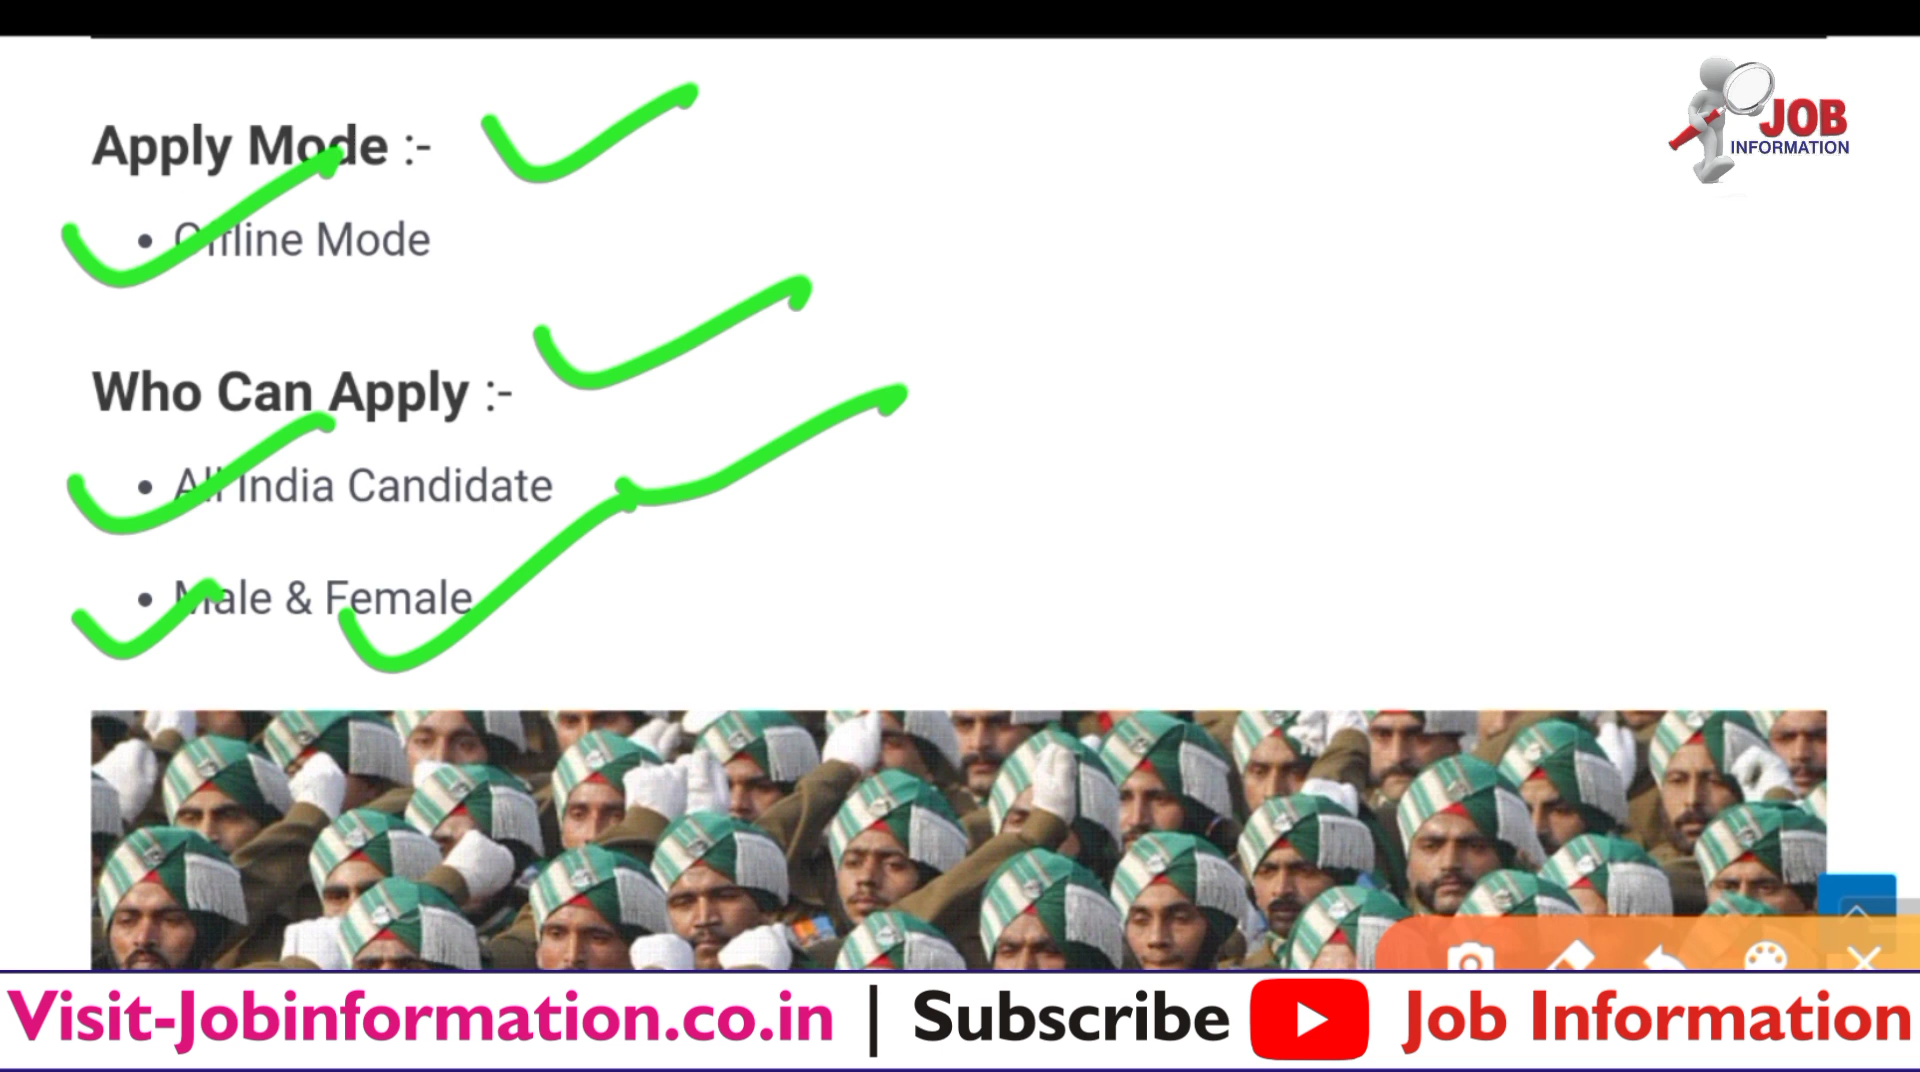 JOB
INFORMATION
Apply Mode :-
• Offline Mode
Who Can Apply :-
• All India Candidate
• Male & Female
Visit-Jobinformation.co.in | Subscribe Job Information